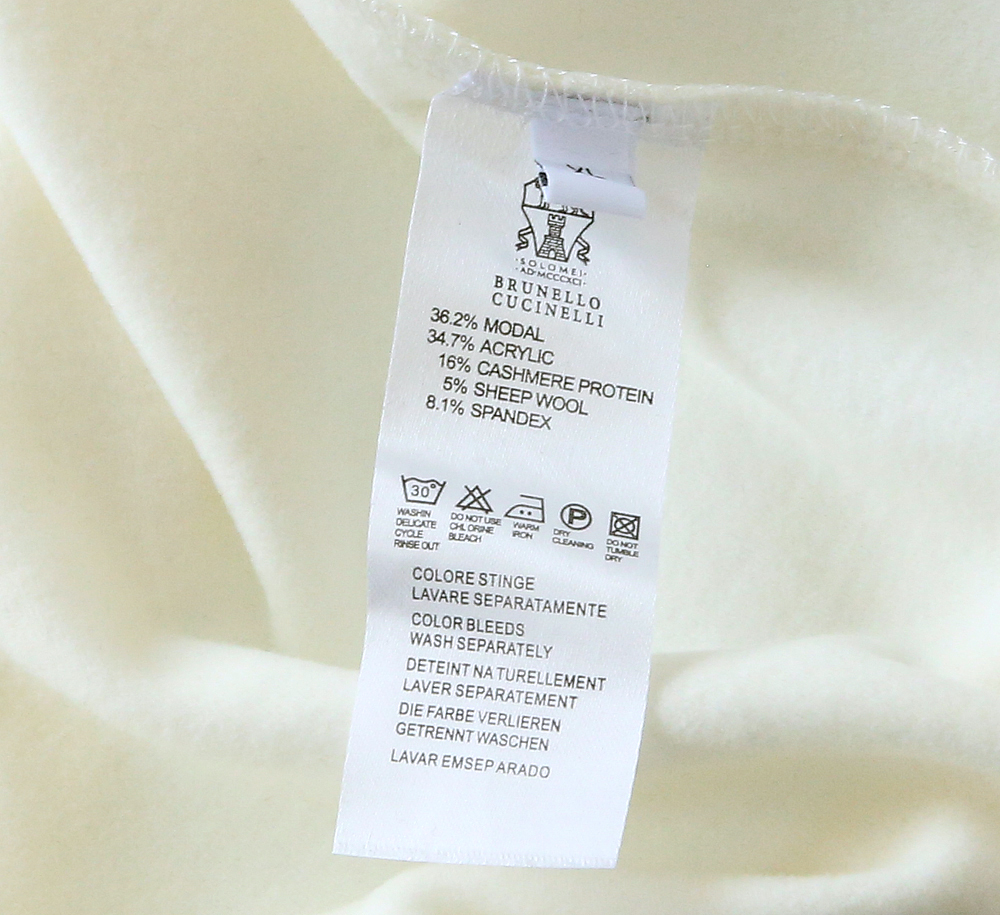 SOLOMEI
AD·MCCCXCI
BRUNELLO
CUCINELLI
36.2% MODAL
34.7% ACRYLIC
16% CASHMERE PROTEIN
5% SHEEP WOOL
8.1% SPANDEX
30°
WASHIN
DELICATE
CYCLE
RINSE OUT
DO NOT USE
CHLORINE
BLEACH
WARM
IRON
P
DRY
CLEANING
DO NOT
TUMBLE
DRY
COLORE STINGE
LAVARE SEPARATAMENTE
COLOR BLEEDS
WASH SEPARATELY
DETEINT NA TURELLEMENT
LAVER SEPARATEMENT
DIE FARBE VERLIEREN
GETRENNT WASCHEN
LAVAR EMSEP ARADO